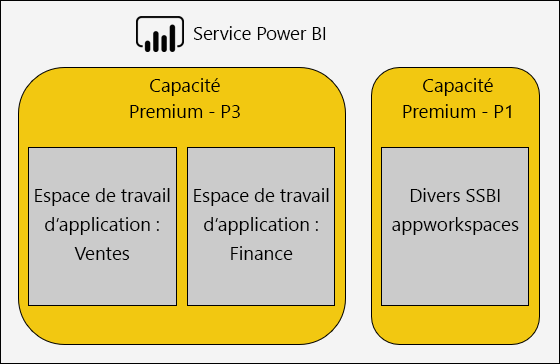 Service Power BI
Capacité
Premium - P3
Espace de travail
d'application :
Ventes
Espace de travail
d'application :
Finance
Capacité
Premium - P1
Divers SSBI
appworkspaces